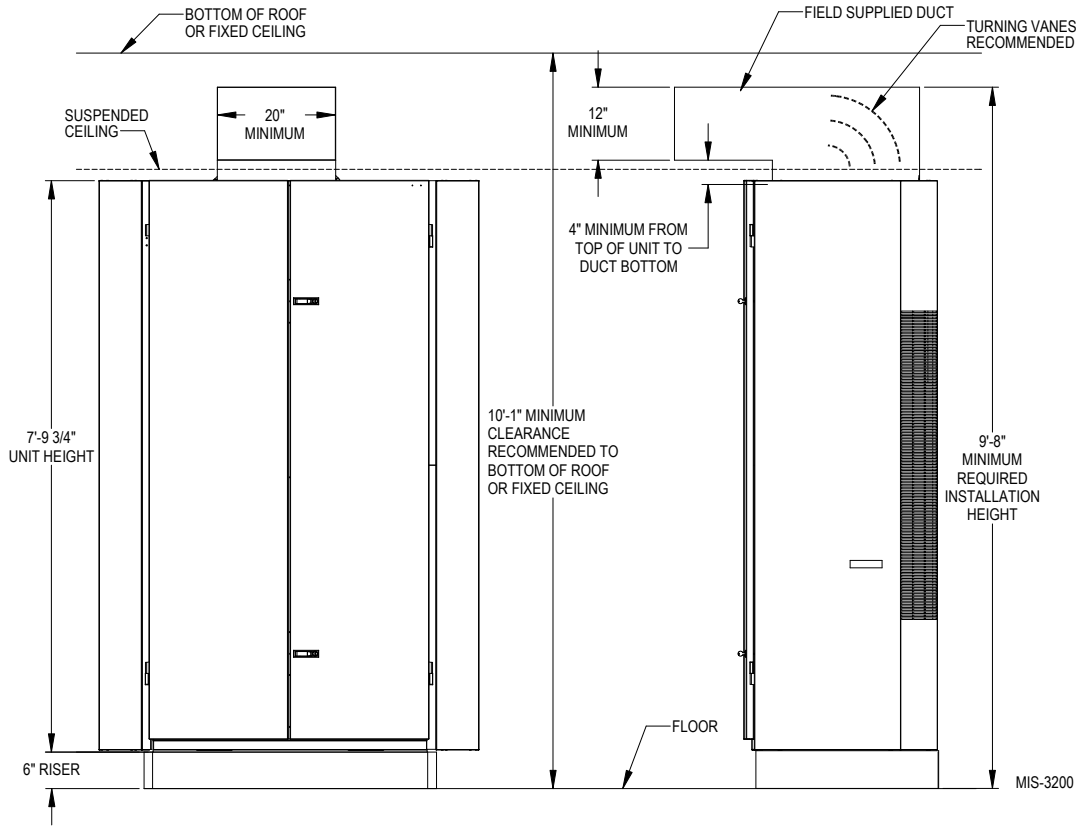 BOTTOM OF ROOF
OR FIXED CEILING
FIELD SUPPLIED DUCT
TURNING VANES
RECOMMENDED
SUSPENDED
CEILING
20"
MINIMUM
12"
MINIMUM
4" MINIMUM FROM
TOP OF UNIT TO
DUCT BOTTOM
7'-9 3/4"
UNIT HEIGHT
10'-1" MINIMUM
CLEARANCE
RECOMMENDED TO
BOTTOM OF ROOF
OR FIXED CEILING
9'-8"
MINIMUM
REQUIRED
INSTALLATION
HEIGHT
FLOOR
6" RISER
MIS-3200